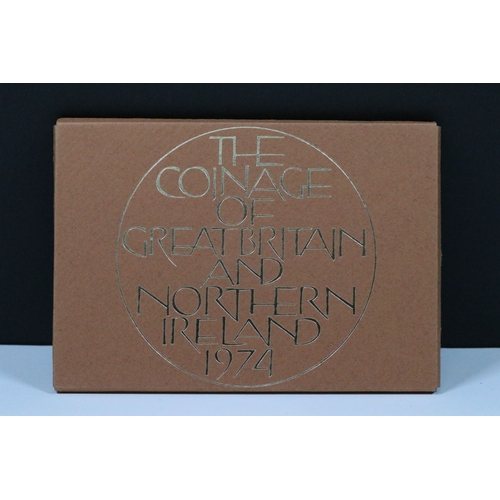 THE
COINAGE
OF
GREAT BRITAIN
AND
NORTHERN
IRELAND
1974